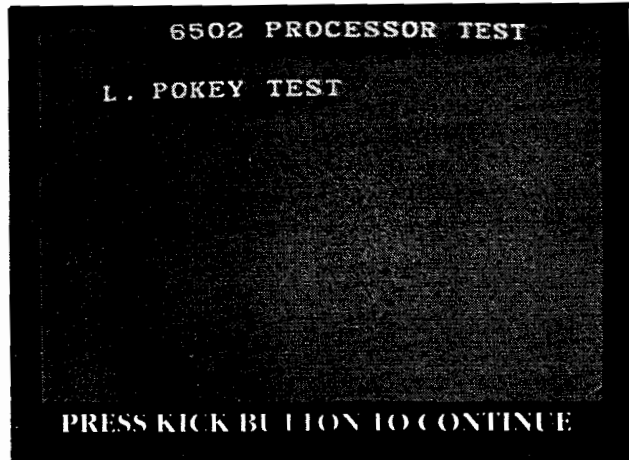 6502 PROCESSOR TEST
L. POKEY TEST
PRESS KICK BUTTON TO CONTINUE